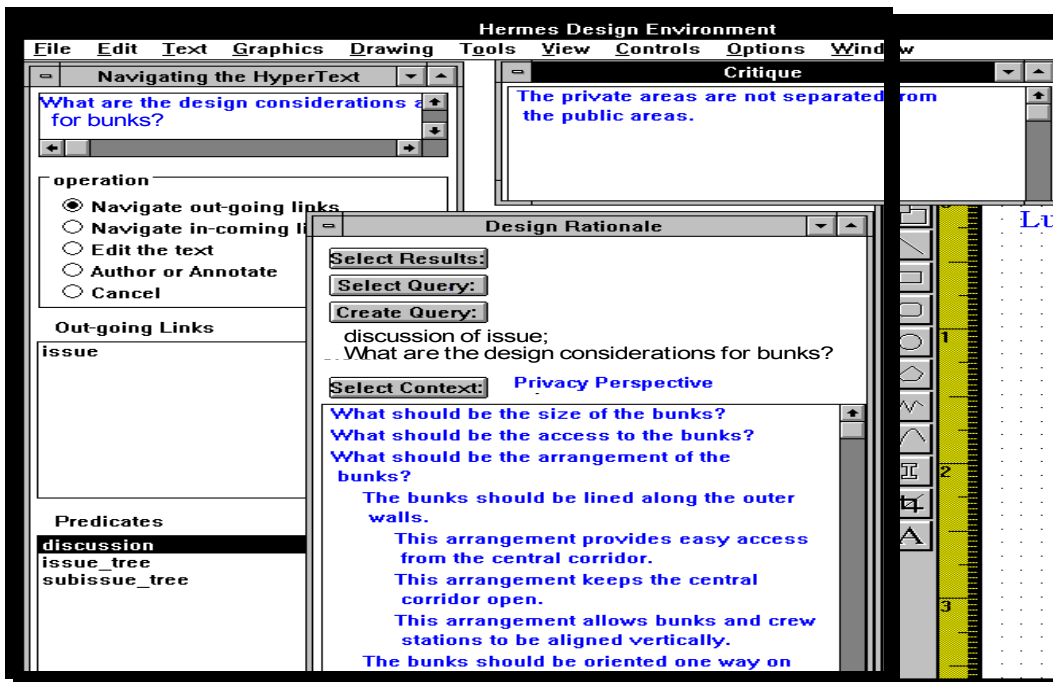 Hermes Design Environment
File Edit Text Graphics Drawing Tools View Controls Options Window
Navigating the HyperText
What are the design considerations
for bunks?
operation
Navigate out-going links
Navigate in-coming li
Edit the text
Author or Annotate
Cancel
Out-going Links
issue
Predicates
discussion
issue_tree
subissue_tree
Critique
The private areas are not separated from
the public areas.
Design Rationale
Select Results:
Select Query:
Create Query:
discussion of issue;
What are the design considerations for bunks?
Select Context: Privacy Perspective
What should be the size of the bunks?
What should be the access to the bunks?
What should be the arrangement of the
bunks?
The bunks should be lined along the outer
walls.
This arrangement provides easy access
from the central corridor.
This arrangement keeps the central
corridor open.
This arrangement allows bunks and crew
stations to be aligned vertically.
The bunks should be oriented one way on
Lu
A
1
2
3